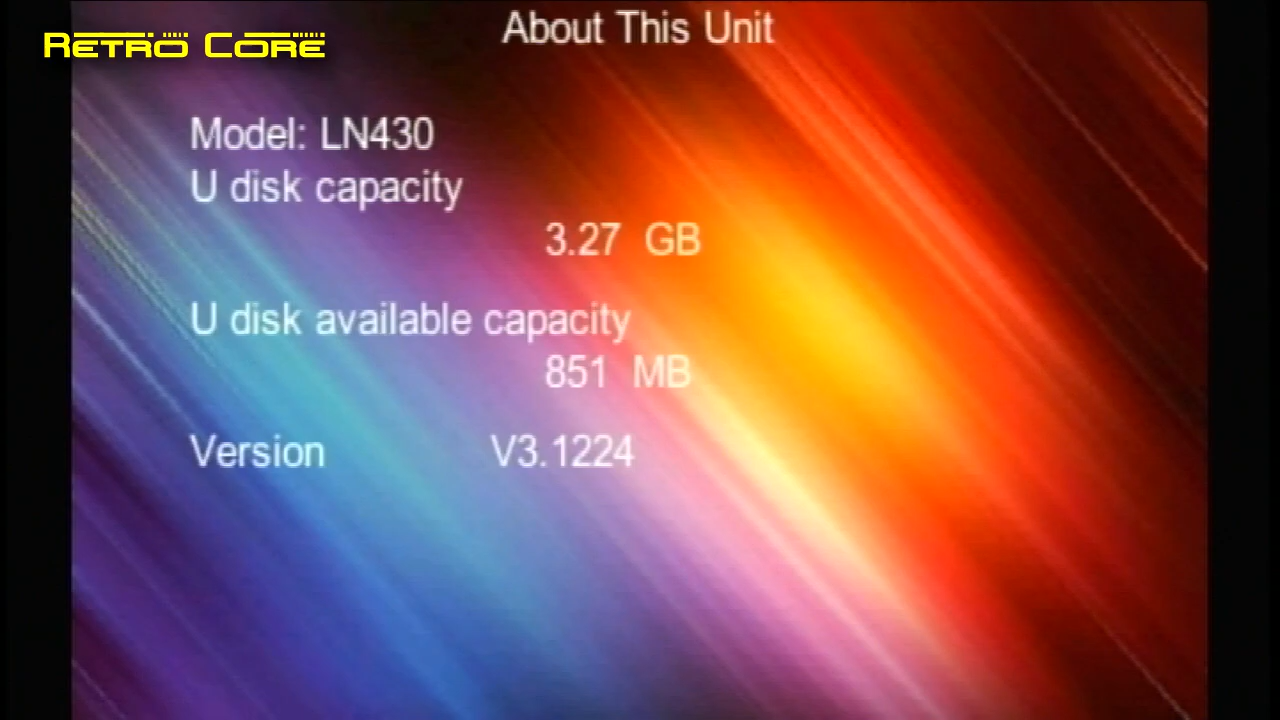 RETRO CORE
About This Unit
Model: LN430
U disk capacity
3.27 GB
U disk available capacity
851 MB
Version V3.1224